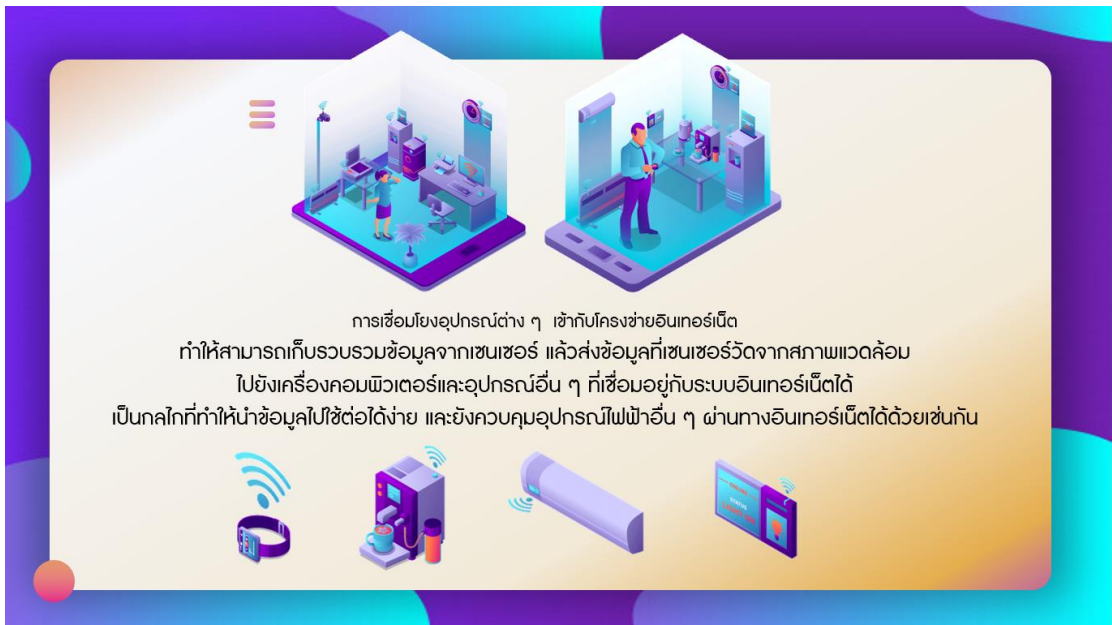 การเชื่อมโยงอุปกรณ์ต่าง ๆ เข้ากับโครงข่ายอินเทอร์เน็ต
ทำให้สามารถเก็บรวบรวมข้อมูลจากเซนเซอร์ แล้วส่งข้อมูลที่เซนเซอร์วัดจากสภาพแวดล้อม
ไปยังเครื่องคอมพิวเตอร์และอุปกรณ์อื่น ๆ ที่เชื่อมอยู่กับระบบอินเทอร์เน็ตได้
เป็นกลไกที่ทำให้นำข้อมูลไปใช้ต่อได้ง่าย และยังควบคุมอุปกรณ์ไฟฟ้าอื่น ๆ ผ่านทางอินเทอร์เน็ตได้ด้วยเช่นกัน
STATUS